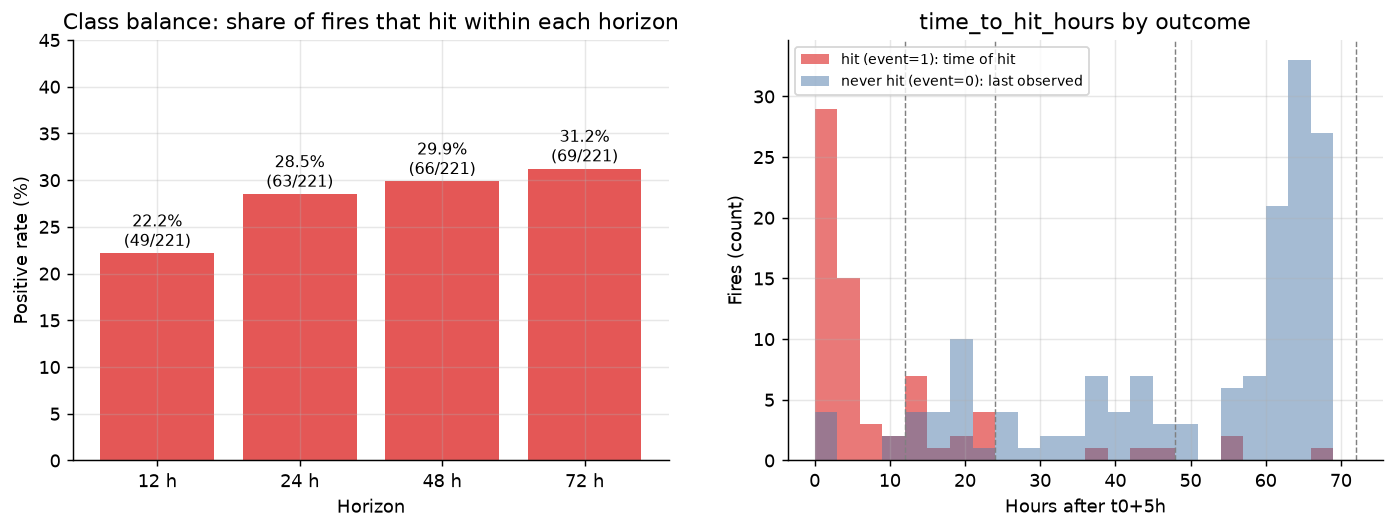 Class balance: share of fires that hit within each horizon
45
40
35
30
25
20
15
10
5
0
Positive rate (%)
22.2%
(49/221)
28.5%
(63/221)
29.9%
(66/221)
31.2%
(69/221)
12 h
24 h
48 h
72 h
Horizon
time_to_hit_hours by outcome
hit (event=1): time of hit
never hit (event=0): last observed
30
25
20
15
10
5
0
Fires (count)
0
10
20
30
40
50
60
70
Hours after t0+5h